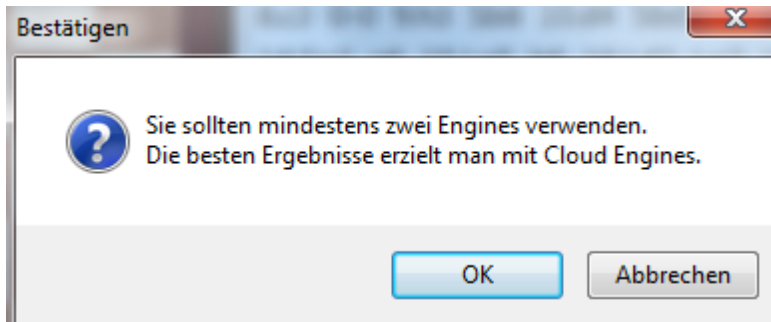 Bestätigen
Sie sollten mindestens zwei Engines verwenden.
Die besten Ergebnisse erzielt man mit Cloud Engines.
OK
Abbrechen